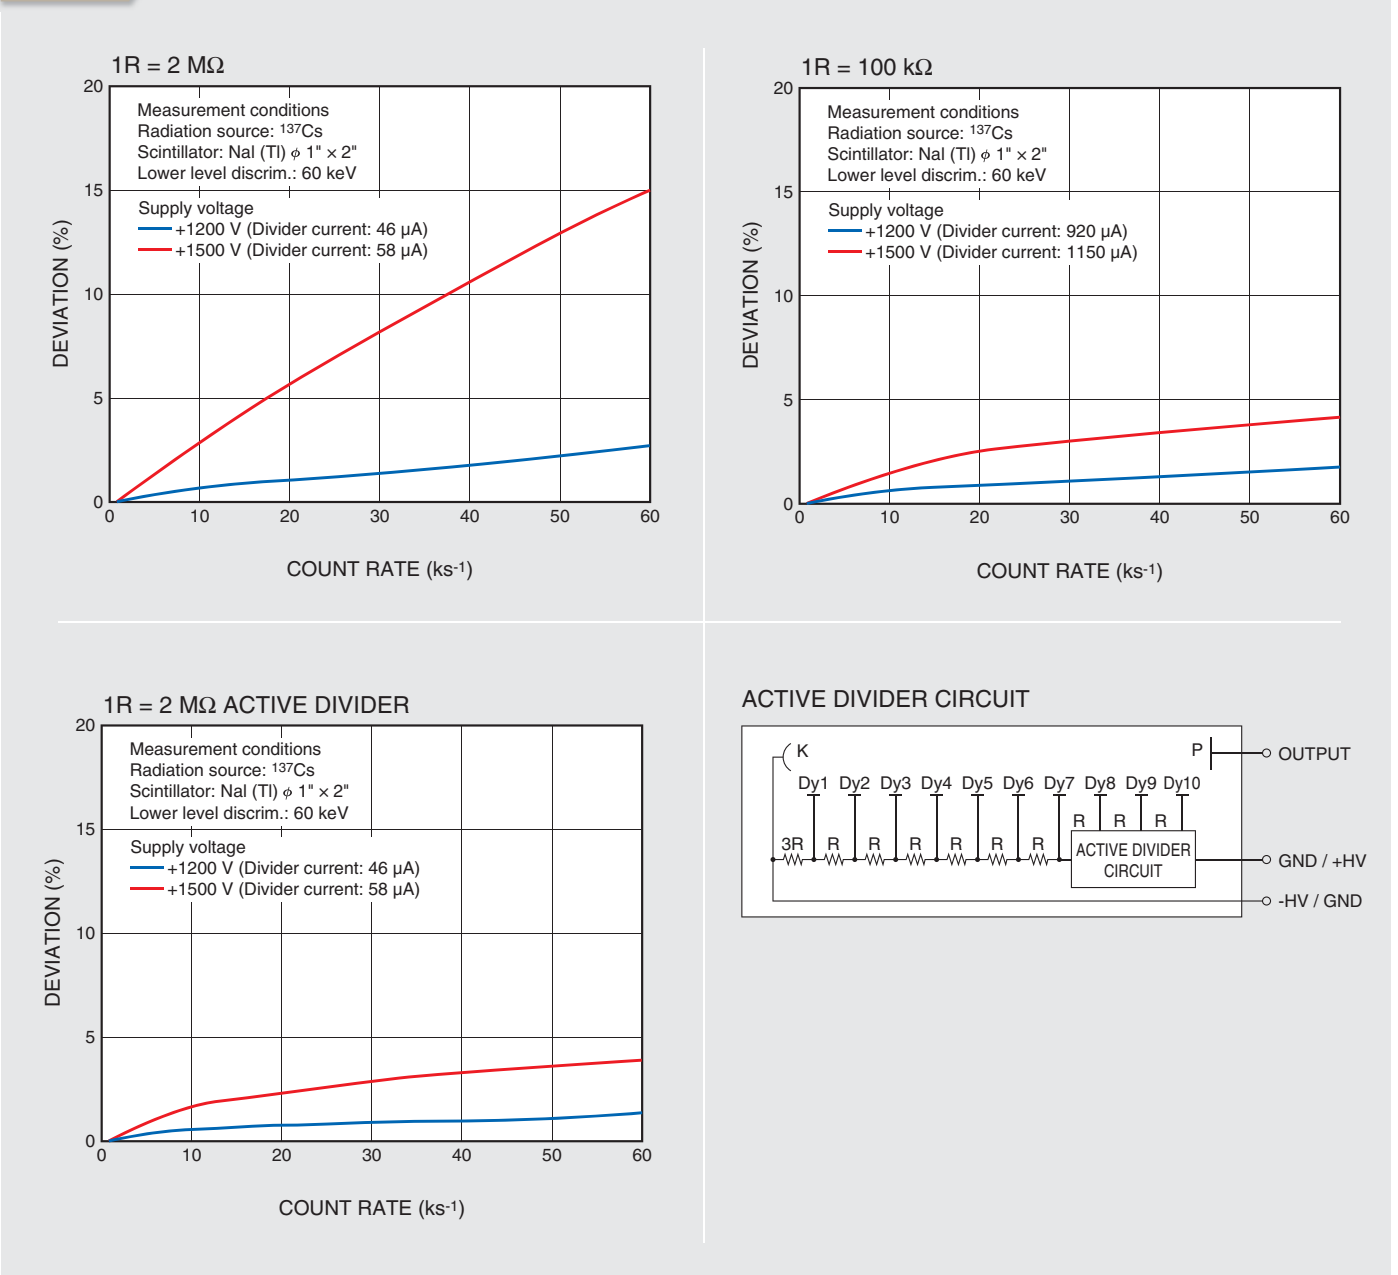 1R = 2 MΩ
20
15
10
5
0
DEVIATION (%)
Measurement conditions
Radiation source: ¹³⁷Cs
Scintillator: NaI (Tl) ϕ 1" × 2"
Lower level discrim.: 60 keV
Supply voltage
+1200 V (Divider current: 46 µA)
+1500 V (Divider current: 58 µA)
0 10 20 30 40 50 60
COUNT RATE (ks⁻¹)
1R = 100 kΩ
20
15
10
5
0
DEVIATION (%)
Measurement conditions
Radiation source: ¹³⁷Cs
Scintillator: NaI (Tl) ϕ 1" × 2"
Lower level discrim.: 60 keV
Supply voltage
+1200 V (Divider current: 920 µA)
+1500 V (Divider current: 1150 µA)
0 10 20 30 40 50 60
COUNT RATE (ks⁻¹)
1R = 2 MΩ ACTIVE DIVIDER
20
15
10
5
0
DEVIATION (%)
Measurement conditions
Radiation source: ¹³⁷Cs
Scintillator: NaI (Tl) ϕ 1" × 2"
Lower level discrim.: 60 keV
Supply voltage
+1200 V (Divider current: 46 µA)
+1500 V (Divider current: 58 µA)
0 10 20 30 40 50 60
COUNT RATE (ks⁻¹)
ACTIVE DIVIDER CIRCUIT
K P OUTPUT
Dy1 Dy2 Dy3 Dy4 Dy5 Dy6 Dy7 Dy8 Dy9 Dy10
R R R
3R R R R R R R
ACTIVE DIVIDER
CIRCUIT
GND / +HV
-HV / GND